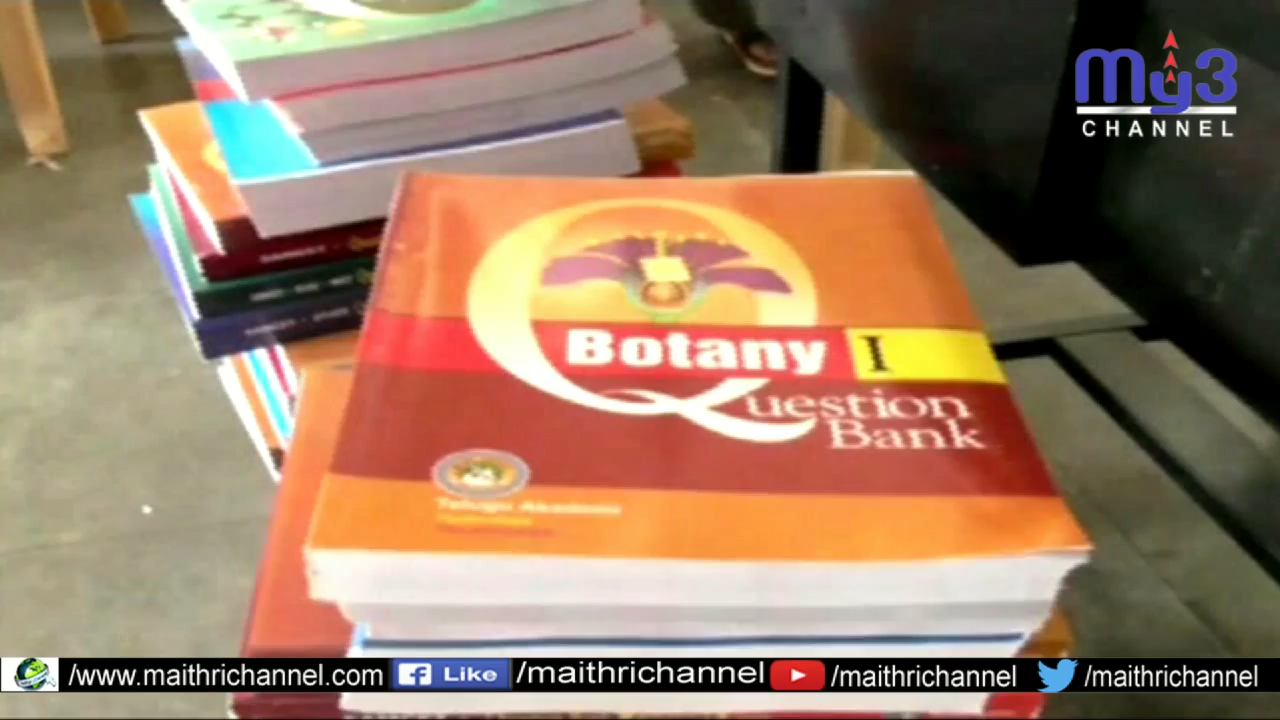 My3
CHANNEL
Botany I
Question
Bank
Telugu Akademi
/www.maithrichannel.com
Like
/maithrichannel
/maithrichannel
/maithrichannel